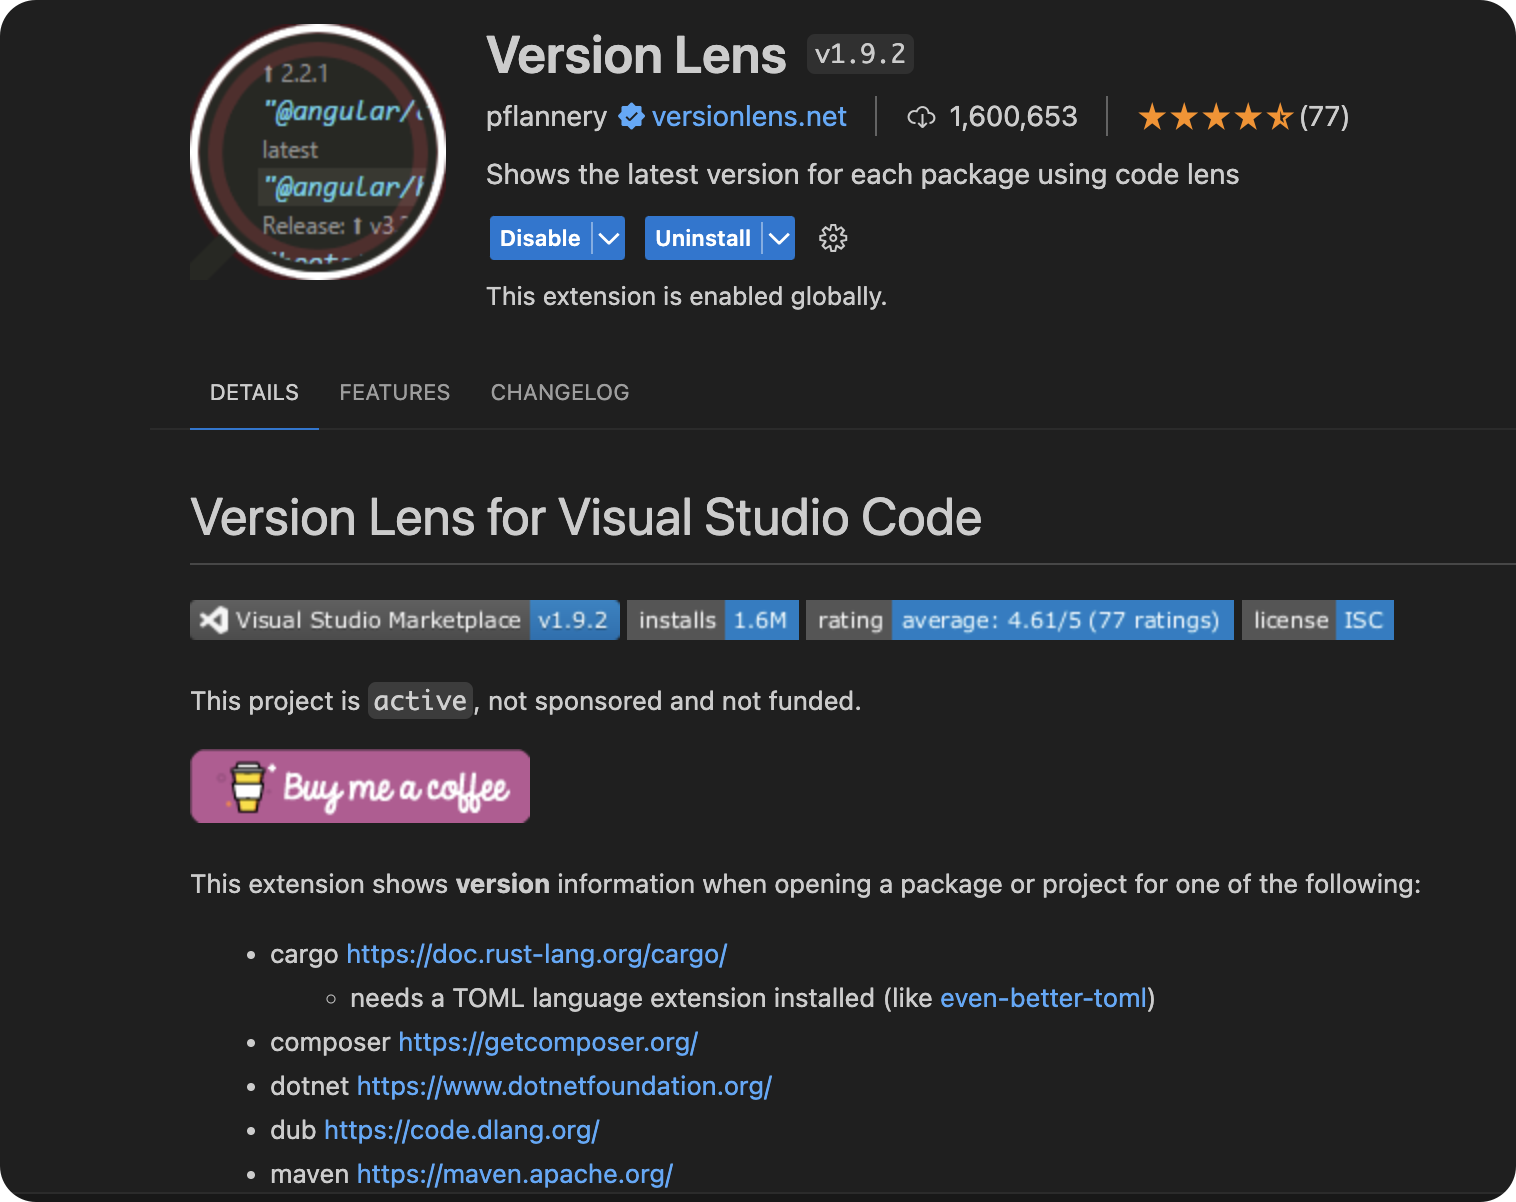 Version Lens v1.9.2
pflannery versionlens.net 1,600,653 (77)
Shows the latest version for each package using code lens
Disable Uninstall
This extension is enabled globally.
2.2.1
"@angular/
latest
"@angular/
Release: v3
DETAILS FEATURES CHANGELOG
Version Lens for Visual Studio Code
Visual Studio Marketplace v1.9.2 installs 1.6M rating average: 4.61/5 (77 ratings) license ISC
This project is active, not sponsored and not funded.
Buy me a coffee
This extension shows version information when opening a package or project for one of the following:
• cargo https://doc.rust-lang.org/cargo/
◦ needs a TOML language extension installed (like even-better-toml)
• composer https://getcomposer.org/
• dotnet https://www.dotnetfoundation.org/
• dub https://code.dlang.org/
• maven https://maven.apache.org/